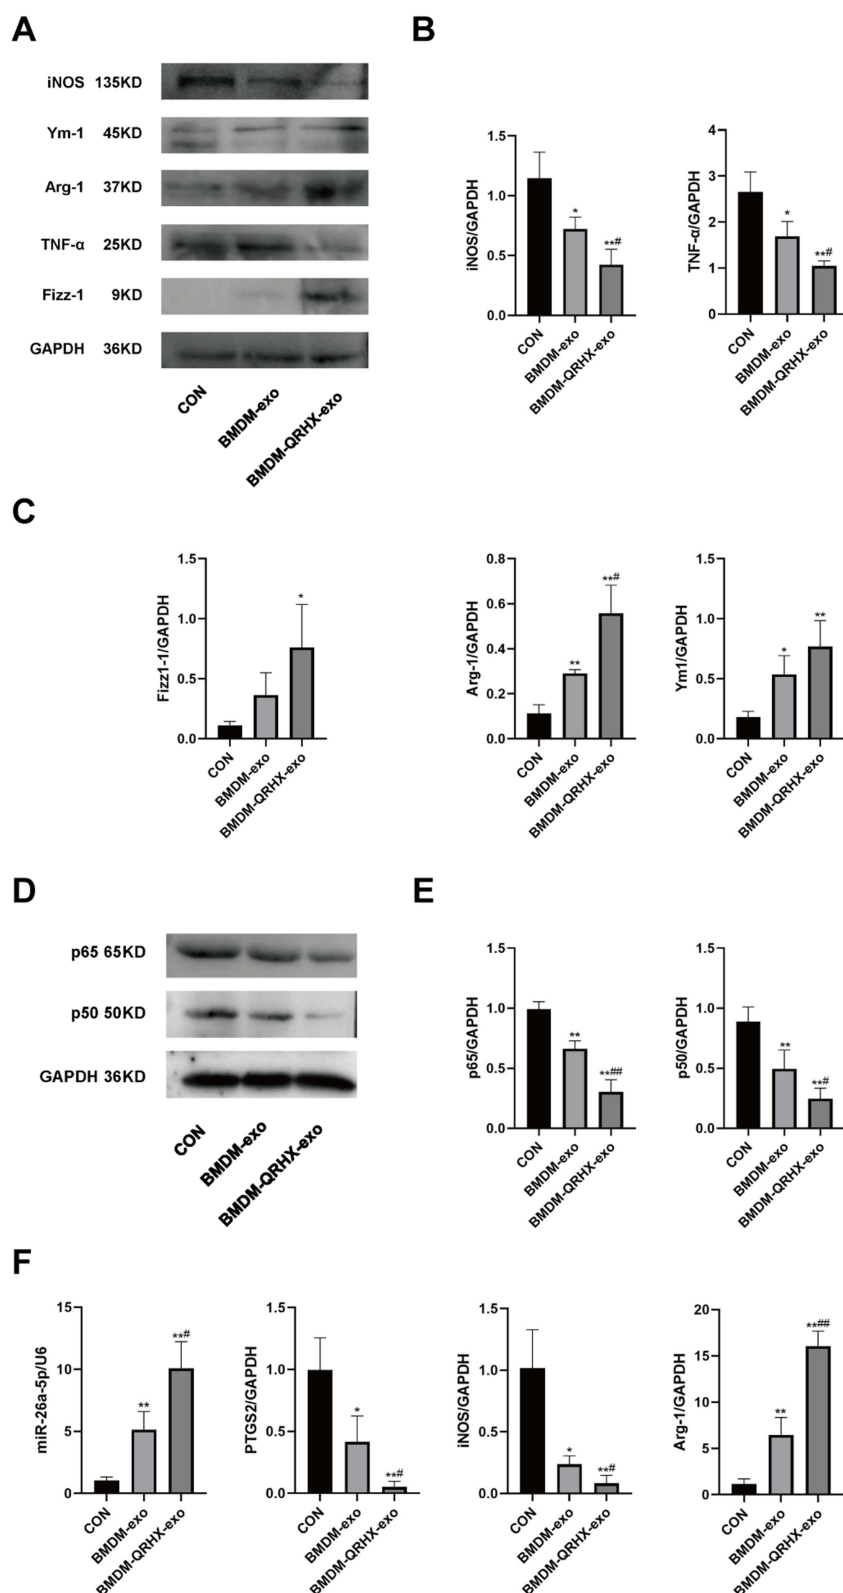 A
iNOS 135KD
Ym-1 45KD
Arg-1 37KD
TNF-α 25KD
Fizz-1 9KD
GAPDH 36KD
CON
BMDM-exo
BMDM-QRHX-exo
B
iNOS/GAPDH
1.5
1.0
0.5
0.0
*
**#
CON
BMDM-exo
BMDM-QRHX-exo
TNF-α/GAPDH
4
3
2
1
0
*
**#
CON
BMDM-exo
BMDM-QRHX-exo
C
Fizz1-1/GAPDH
1.5
1.0
0.5
0.0
*
CON
BMDM-exo
BMDM-QRHX-exo
Arg-1/GAPDH
0.8
0.6
0.4
0.2
0.0
**
**#
CON
BMDM-exo
BMDM-QRHX-exo
Ym1/GAPDH
1.5
1.0
0.5
0.0
*
**
CON
BMDM-exo
BMDM-QRHX-exo
D
p65 65KD
p50 50KD
GAPDH 36KD
CON
BMDM-exo
BMDM-QRHX-exo
E
p65/GAPDH
1.5
1.0
0.5
0.0
**
**##
CON
BMDM-exo
BMDM-QRHX-exo
p50/GAPDH
1.5
1.0
0.5
0.0
**
**#
CON
BMDM-exo
BMDM-QRHX-exo
F
miR-26a-5p/U6
15
10
5
0
**
**#
CON
BMDM-exo
BMDM-QRHX-exo
PTGS2/GAPDH
1.5
1.0
0.5
0.0
*
**#
CON
BMDM-exo
BMDM-QRHX-exo
iNOS/GAPDH
1.5
1.0
0.5
0.0
*
**#
CON
BMDM-exo
BMDM-QRHX-exo
Arg-1/GAPDH
20
15
10
5
0
**
**##
CON
BMDM-exo
BMDM-QRHX-exo